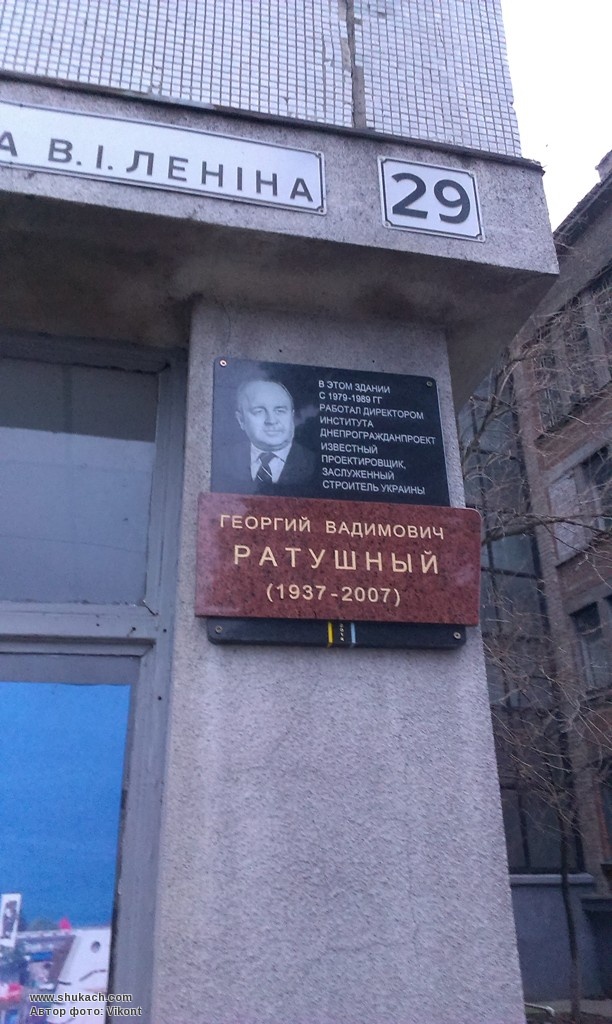 А В.І.ЛЕНІНА
29
В ЭТОМ ЗДАНИИ
С 1979-1989 ГГ
РАБОТАЛ ДИРЕКТОРОМ
ИНСТИТУТА
ДНЕПРОГРАЖДАНПРОЕКТ
ИЗВЕСТНЫЙ
ПРОЕКТИРОВЩИК,
ЗАСЛУЖЕННЫЙ
СТРОИТЕЛЬ УКРАИНЫ
ГЕОРГИЙ ВАДИМОВИЧ
РАТУШНЫЙ
(1937-2007)
www.shukach.com
Автор фото: Vikont